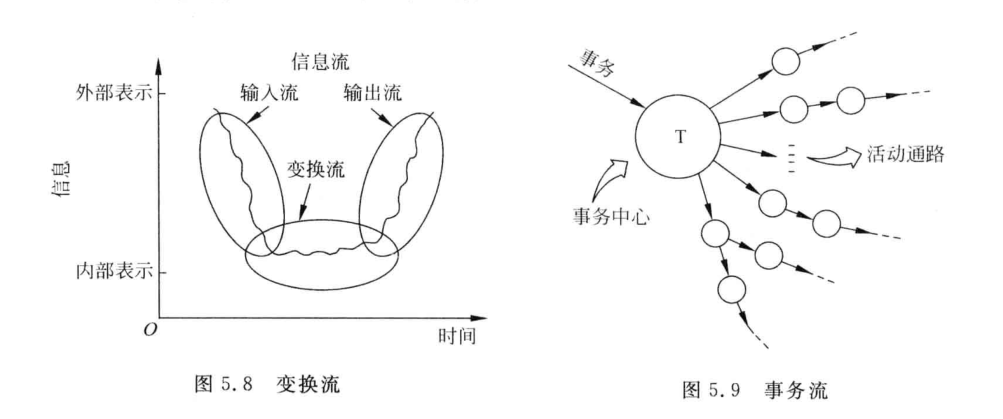 信息流
外部表示
输入流
输出流
变换流
信息
内部表示
O
时间
图 5.8 变换流
事务
T
活动通路
事务中心
图 5.9 事务流